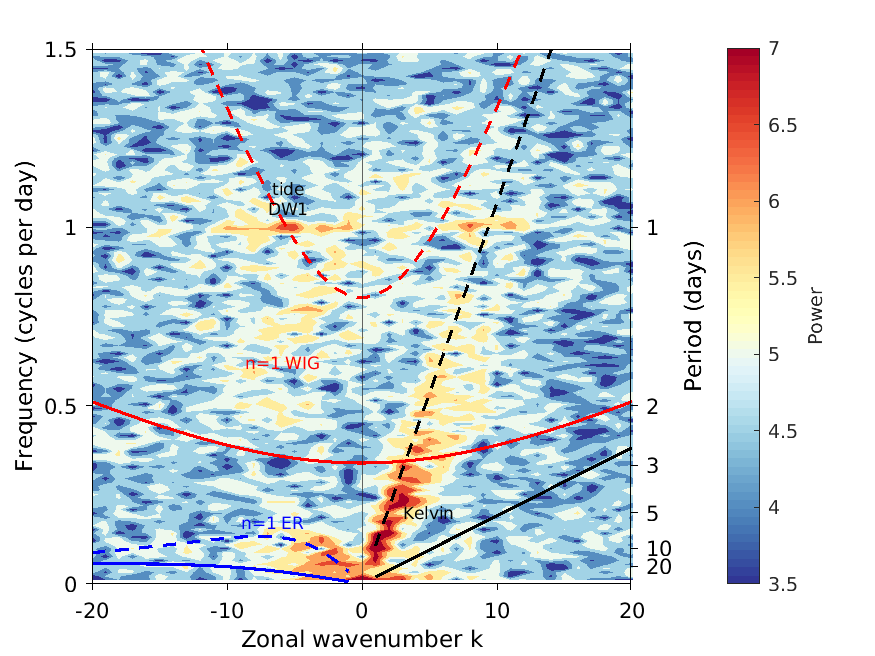 1.5
1
0.5
0
Frequency (cycles per day)
-20
-10
0
10
20
Zonal wavenumber k
tide
DW1
n=1 WIG
n=1 ER
Kelvin
1
2
3
5
10
20
Period (days)
7
6.5
6
5.5
5
4.5
4
3.5
Power